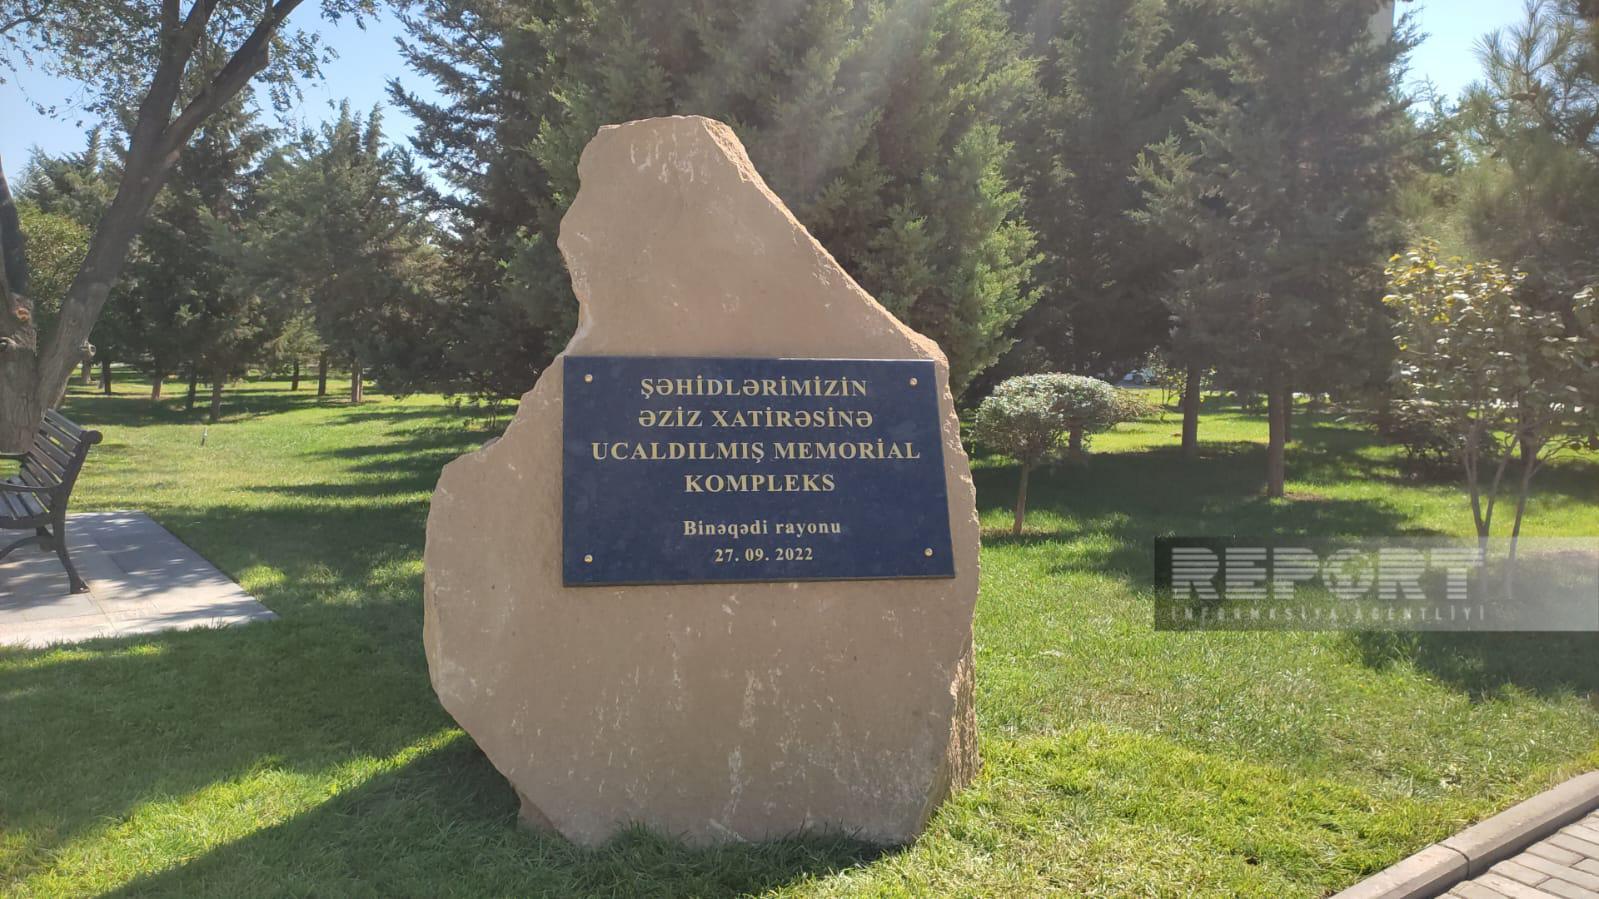 ŞƏHİDLƏRİMİZİN
ƏZİZ XATİRƏSİNƏ
UCALDILMIŞ MEMORİAL
KOMPLEKS
Binəqədi rayonu
27. 09. 2022
REPORT
İNFORMASİYA AGENTLİYİ